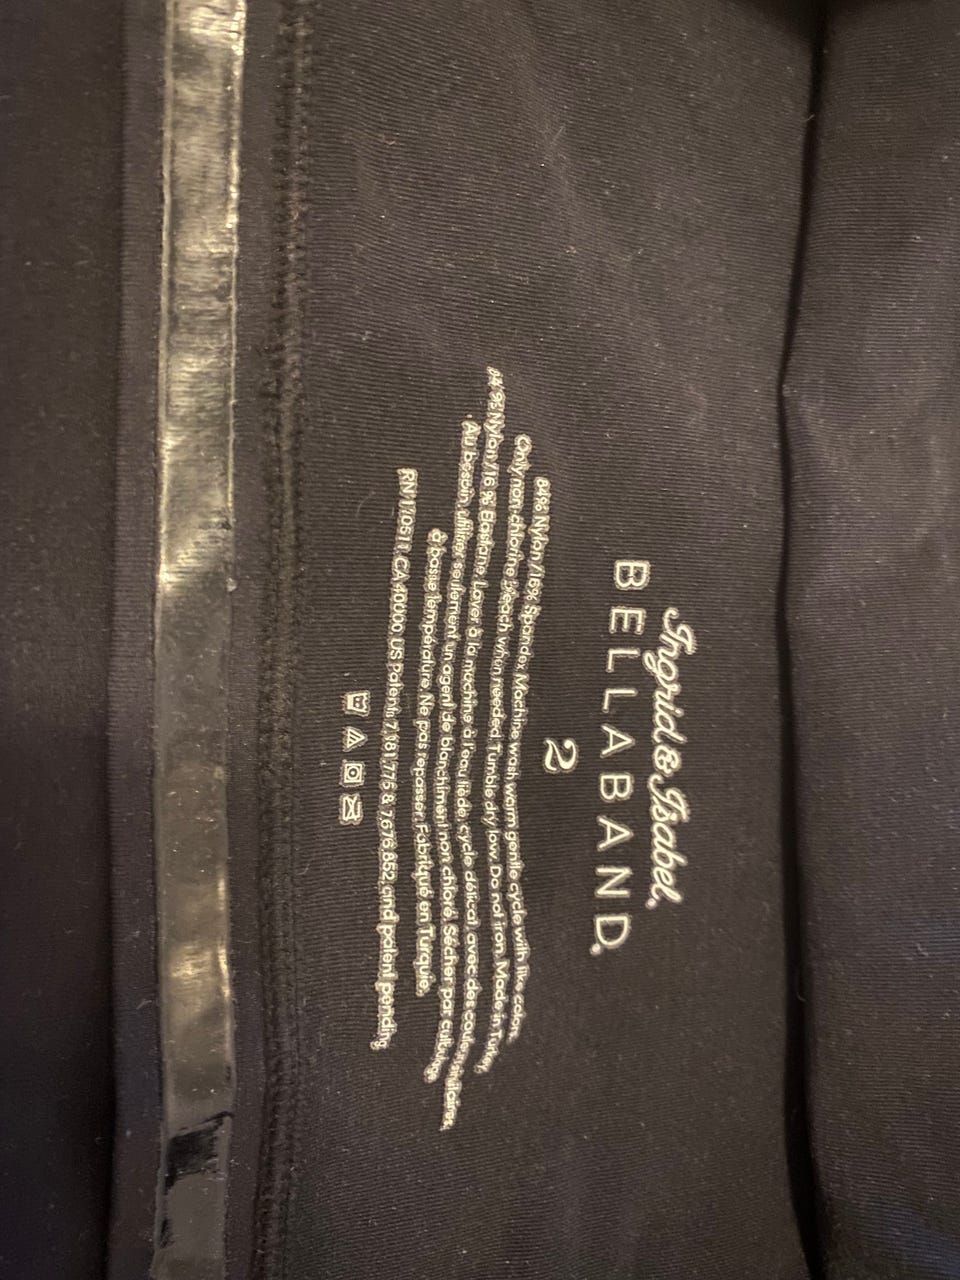 Ingrid & Isabel.
BELLABAND.
2
84% Nylon/16% Spandex Machine wash warm gentle cycle with like colors.
Only non-chlorine bleach when needed. Tumble dry low. Do not iron. Made in Turkey.
84 % Nylon/16 % Élasthane Laver à la machine à l'eau tiède, cycle délicat, avec des couleurs similaires.
Au besoin, utiliser seulement un agent de blanchiment non chloré. Sécher par culbutage
à basse température. Ne pas repasser. Fabriqué en Turquie.
CA 40000 US Patents 7,181,775 & 7,676,852 and patent pending